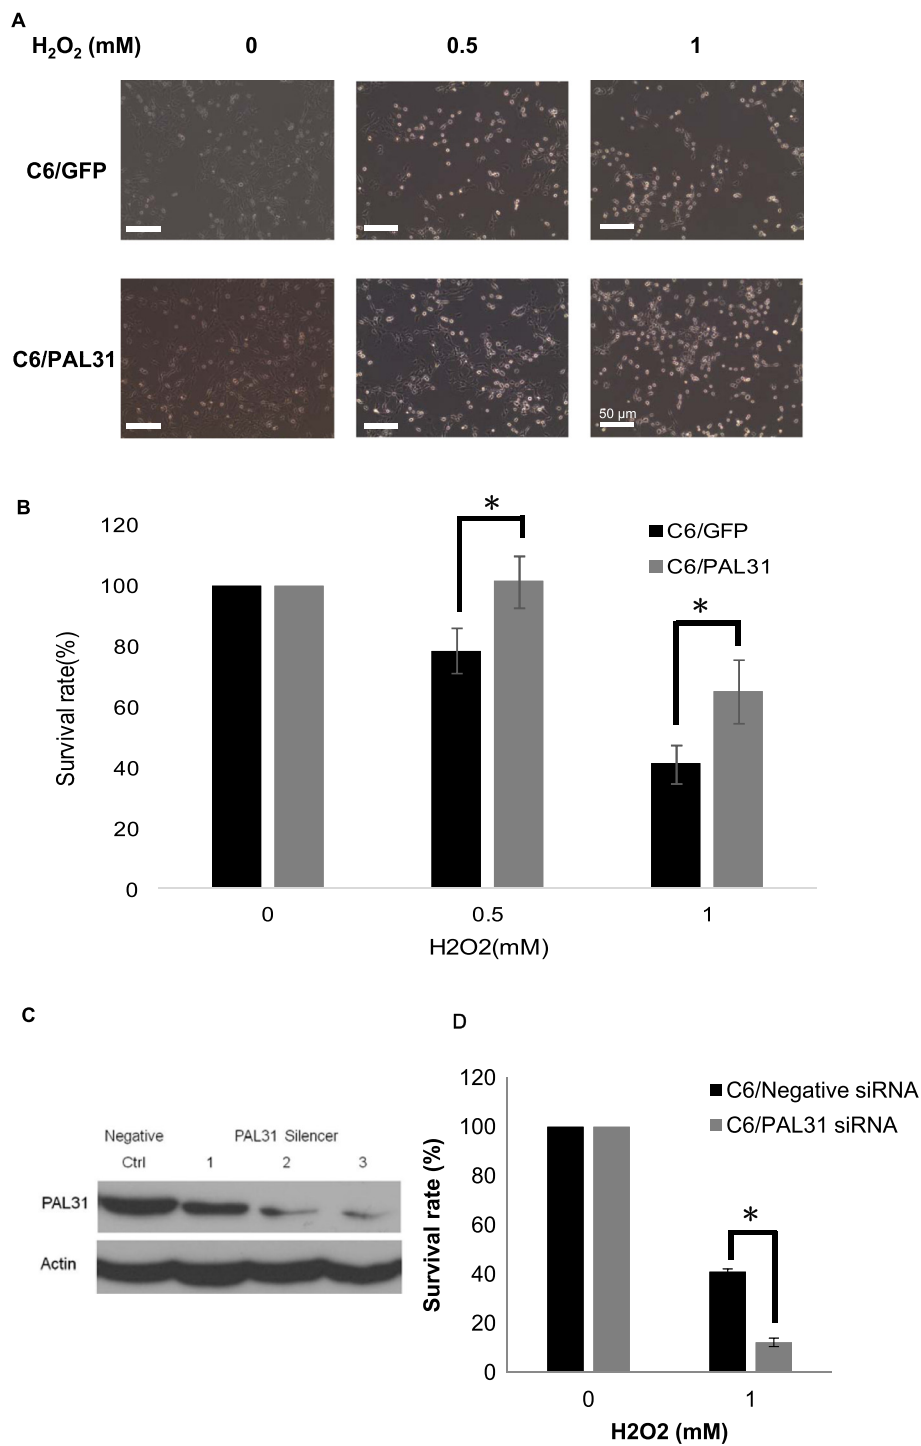 A
H₂O₂ (mM) 0 0.5 1
C6/GFP
C6/PAL31
50 µm
B
120
100
80
60
40
20
0
Survival rate(%)
*
*
C6/GFP
C6/PAL31
0 0.5 1
H2O2(mM)
C
Negative PAL31 Silencer
Ctrl 1 2 3
PAL31
Actin
D
120
100
80
60
40
20
0
Survival rate (%)
C6/Negative siRNA
C6/PAL31 siRNA
*
0 1
H2O2 (mM)